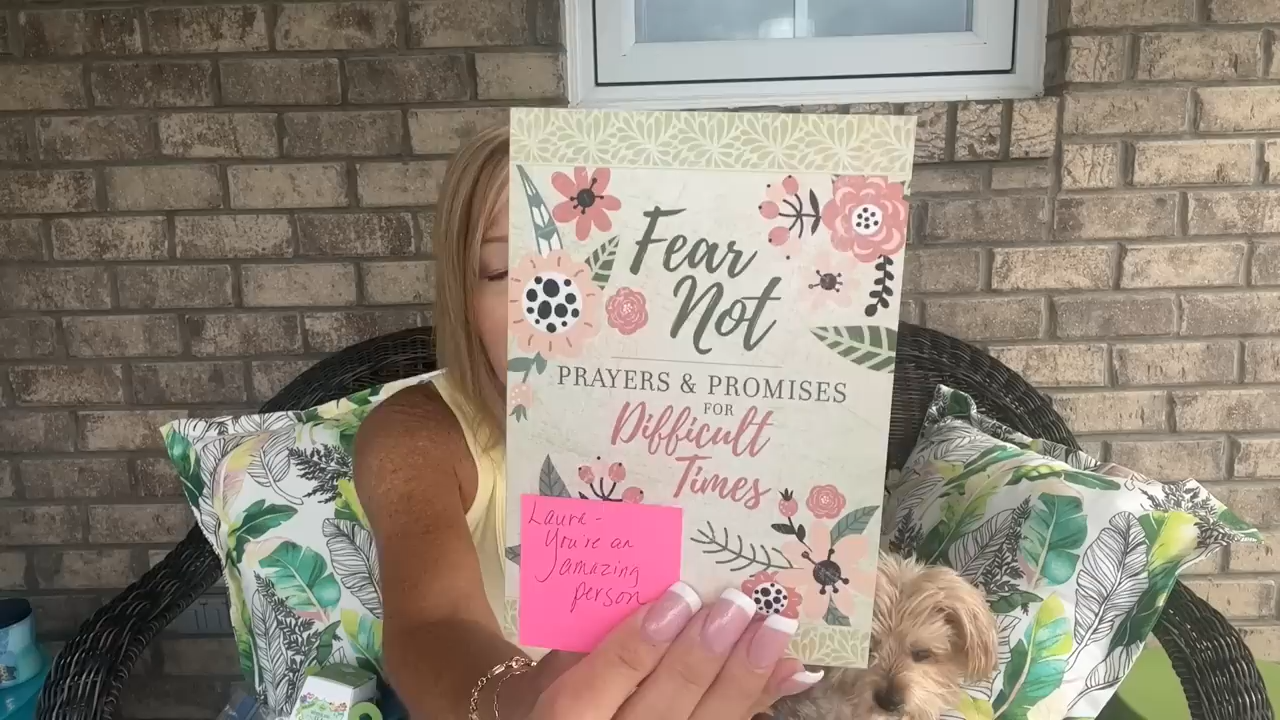 Fear
Not
PRAYERS & PROMISES
FOR
Difficult
Times
Laura-
You're an
amazing
person